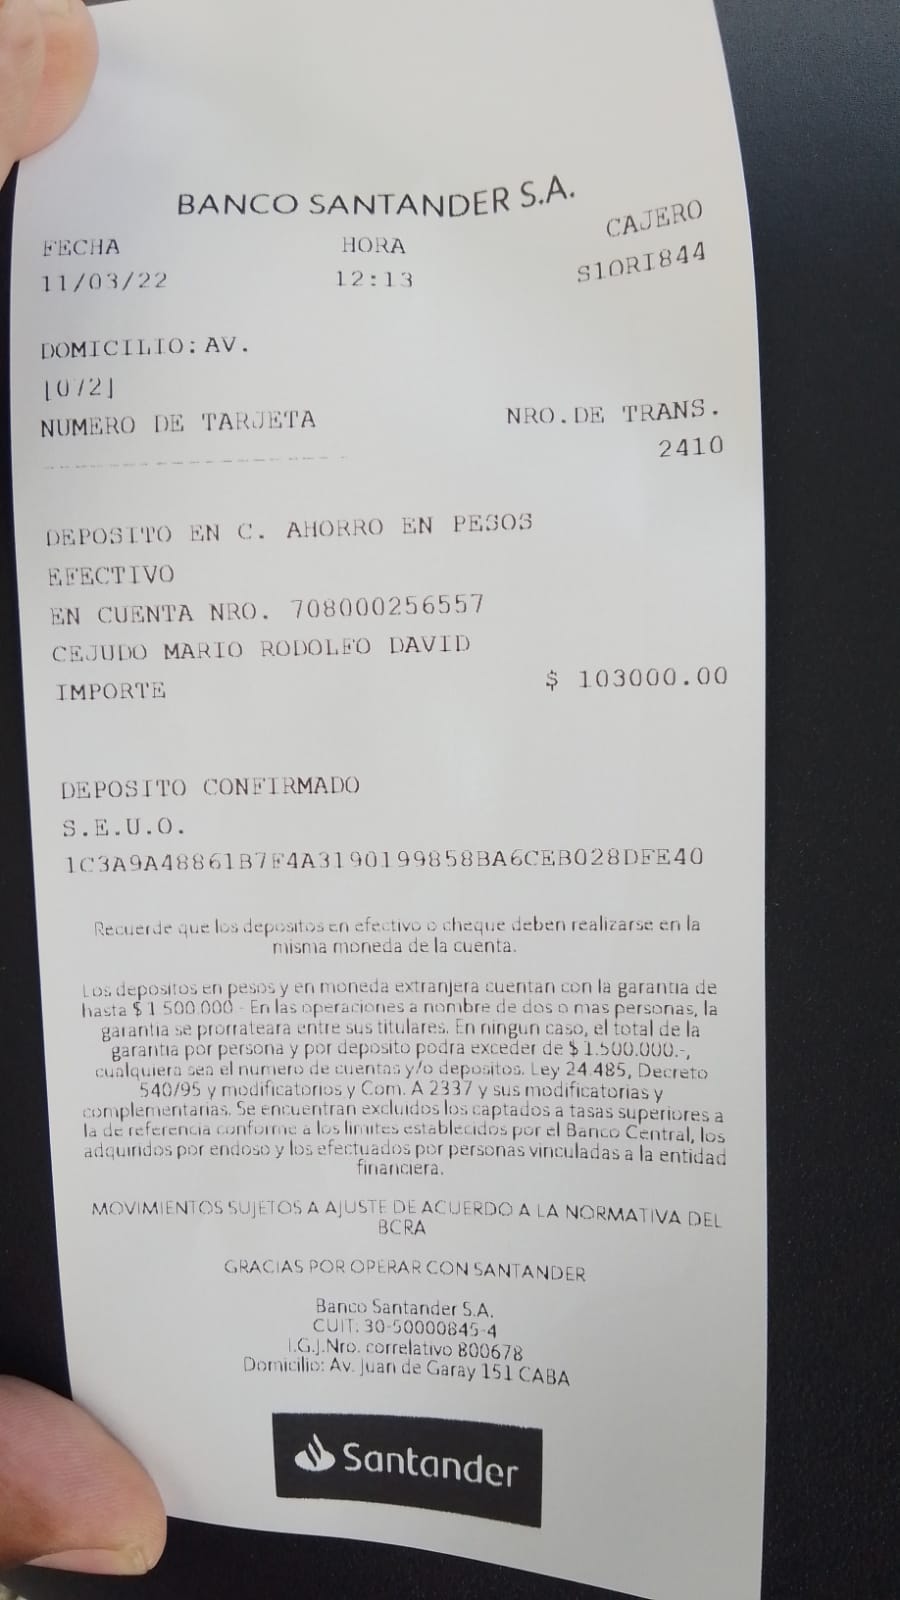 BANCO SANTANDER S.A.
FECHA HORA CAJERO
11/03/22 12:13 S1ORI844
DOMICILIO: AV.
[072]
NUMERO DE TARJETA NRO.DE TRANS.
2410
DEPOSITO EN C. AHORRO EN PESOS
EFECTIVO
EN CUENTA NRO. 708000256557
CEJUDO MARIO RODOLFO DAVID
IMPORTE $ 103000.00
DEPOSITO CONFIRMADO
S.E.U.O.
1C3A9A48861B7F4A3190199858BA6CEB028DFE40
Recuerde que los depositos en efectivo o cheque deben realizarse en la
misma moneda de la cuenta.
Los depositos en pesos y en moneda extranjera cuentan con la garantia de
hasta $ 1.500.000.- En las operaciones a nombre de dos o mas personas, la
garantia se prorrateara entre sus titulares. En ningun caso, el total de la
garantia por persona y por deposito podra exceder de $ 1.500.000.-,
cualquiera sea el numero de cuentas y/o depositos. Ley 24.485, Decreto
540/95 y modificatorios y Com. A 2337 y sus modificatorias y
complementarias. Se encuentran excluidos los captados a tasas superiores a
la de referencia conforme a los limites establecidos por el Banco Central, los
adquiridos por endoso y los efectuados por personas vinculadas a la entidad
financiera.
MOVIMIENTOS SUJETOS A AJUSTE DE ACUERDO A LA NORMATIVA DEL
BCRA
GRACIAS POR OPERAR CON SANTANDER
Banco Santander S.A.
CUIT: 30-50000845-4
I.G.J.Nro. correlativo 800678
Domicilio: Av. Juan de Garay 151 CABA
Santander